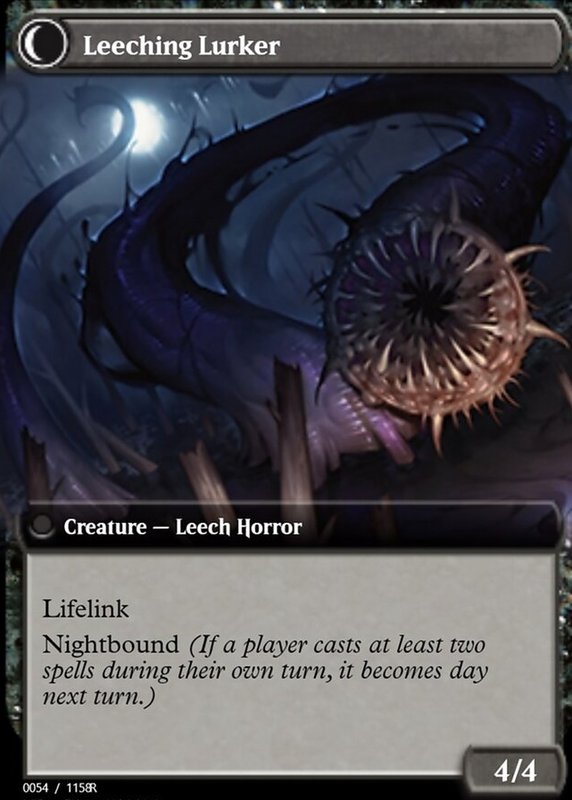 Leeching Lurker
Creature — Leech Horror
Lifelink
Nightbound (If a player casts at least two
spells during their own turn, it becomes day
next turn.)
4/4
0054 / 1158R